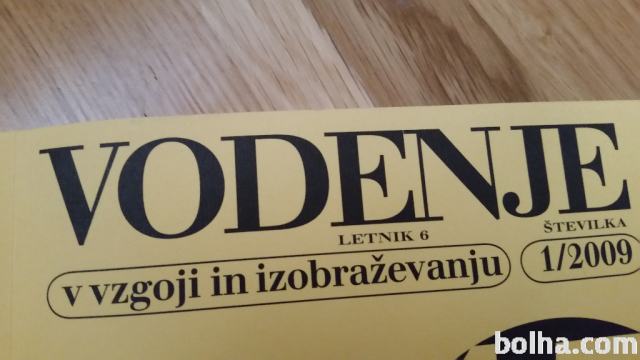 VODENJE
LETNIK 6 ŠTEVILKA
v vzgoji in izobraževanju 1/2009
bolha.com